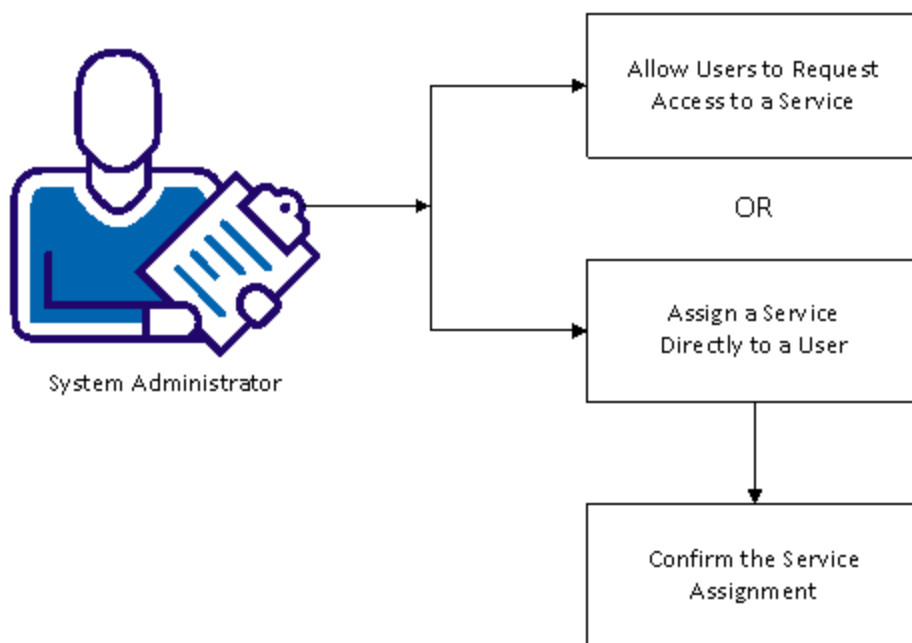 Allow Users to Request
Access to a Service
OR
Assign a Service
Directly to a User
System Administrator
Confirm the Service
Assignment